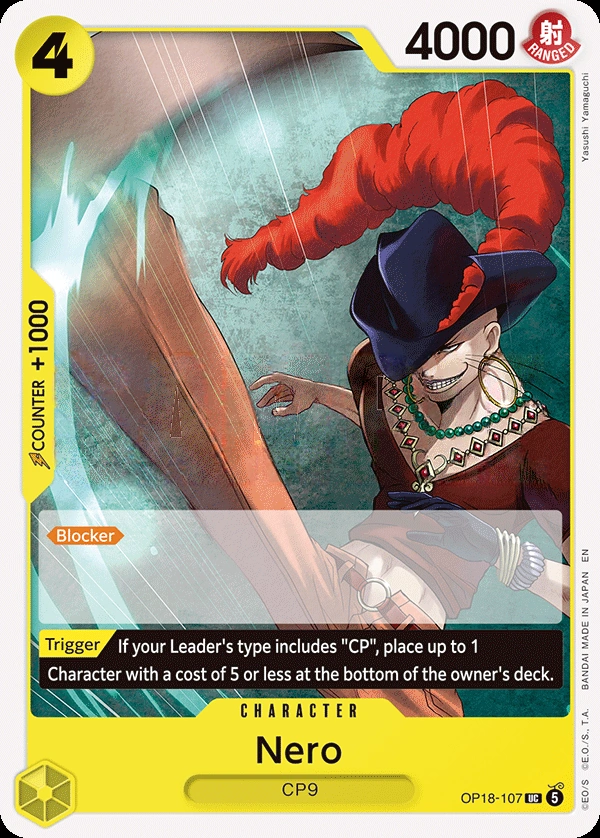 4
4000
射
RANGED
Yasushi Yamaguchi
COUNTER +1000
Blocker
Trigger If your Leader's type includes "CP", place up to 1
Character with a cost of 5 or less at the bottom of the owner's deck.
CHARACTER
Nero
CP9
OP18-107 UC 5
©E.O/S ©E.O./S., T.A. BANDAI MADE IN JAPAN EN